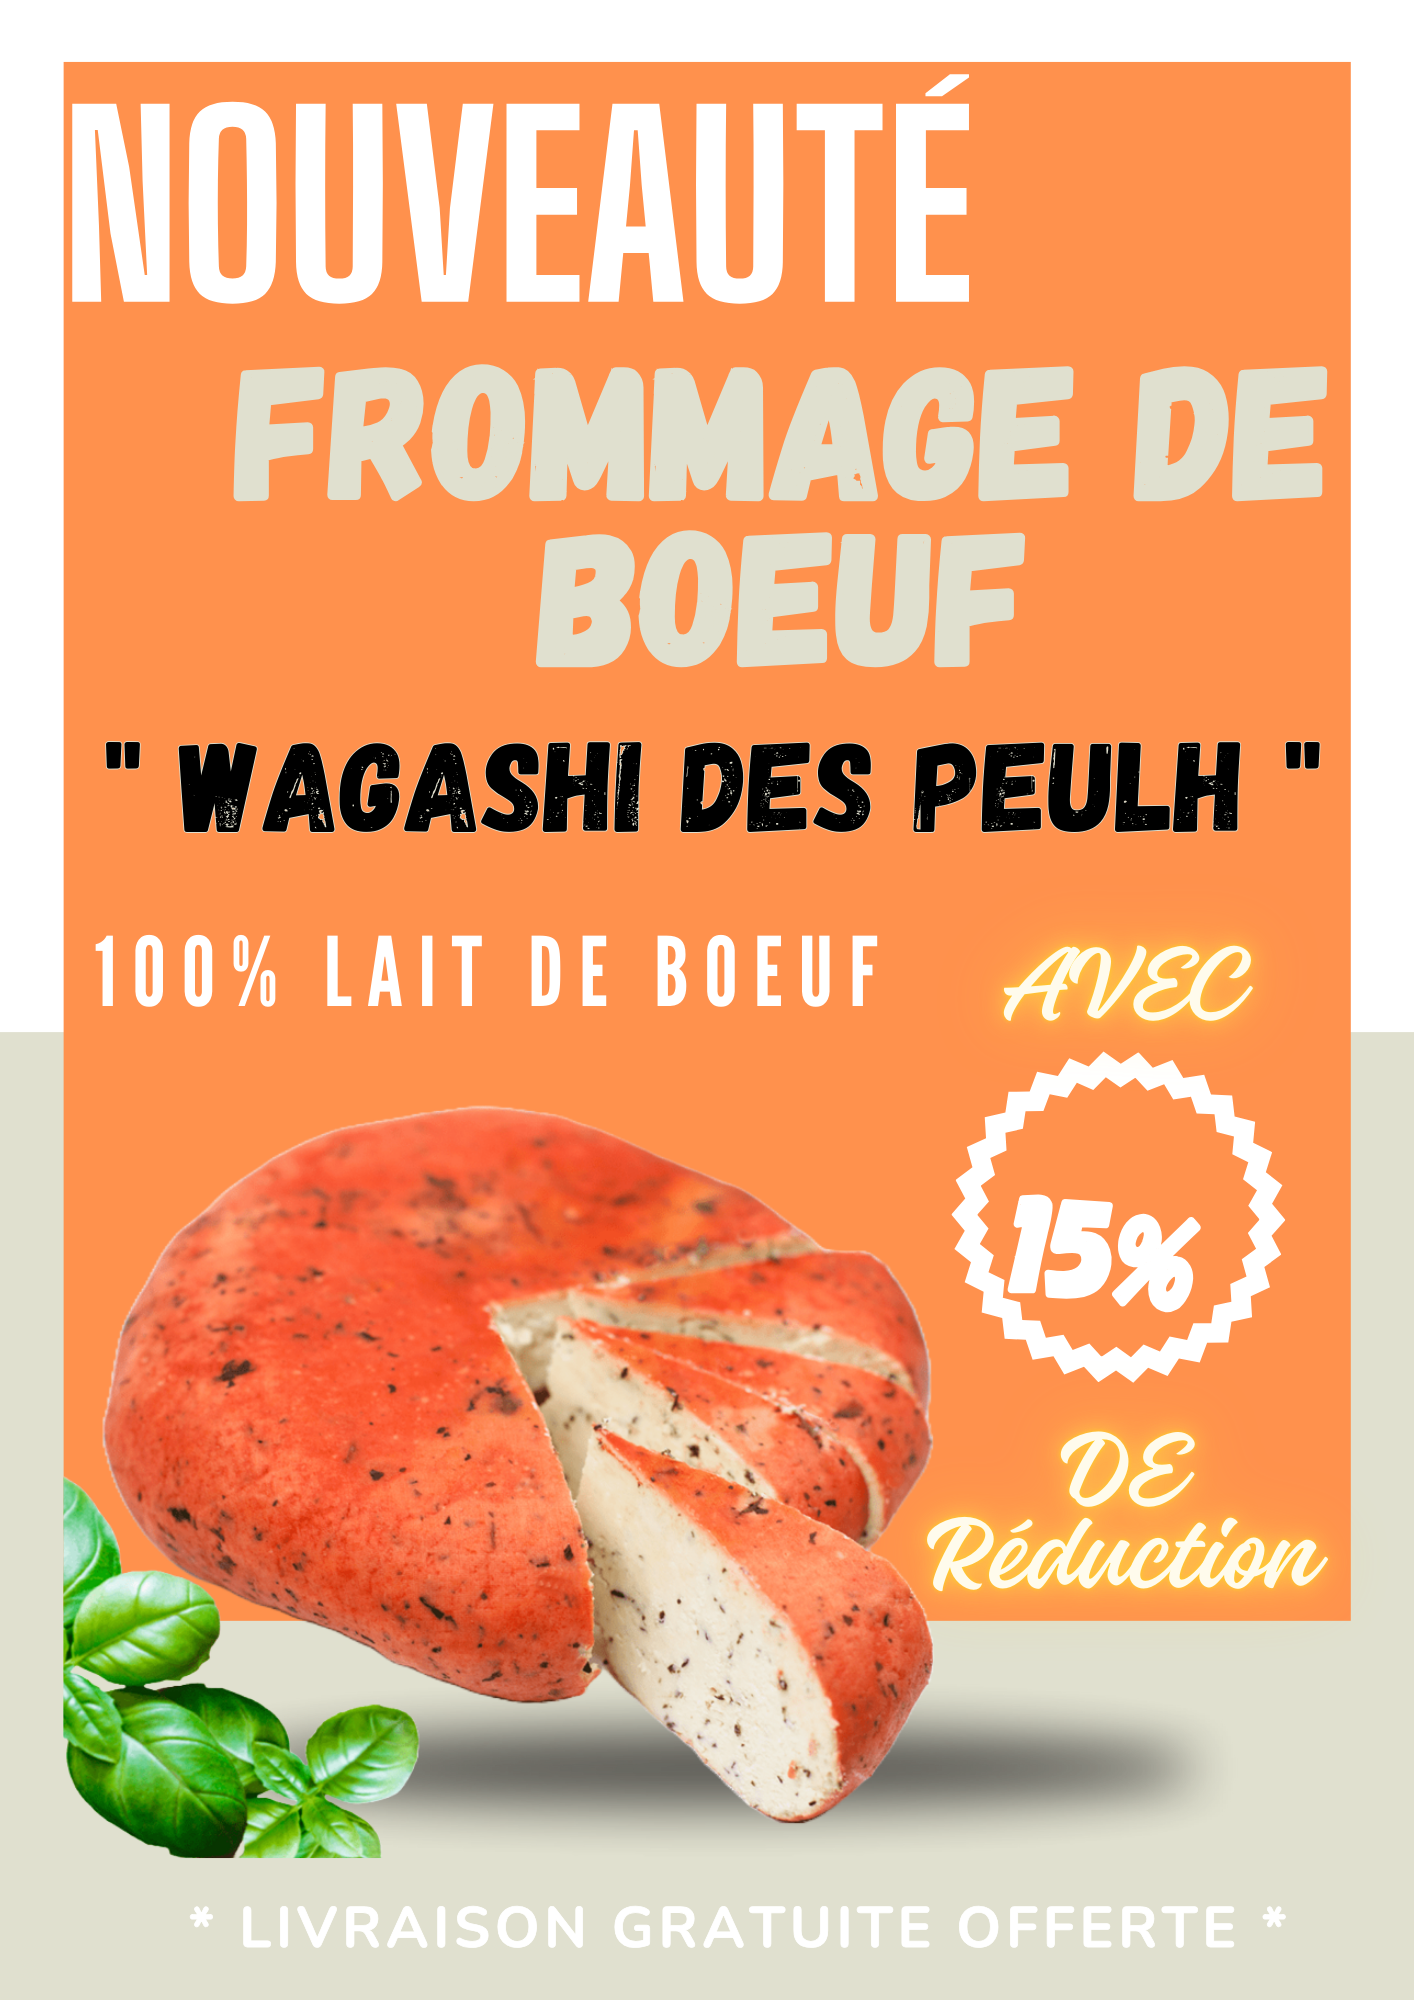 NOUVEAUTÉ
FROMMAGE DE
BOEUF
" WAGASHI DES PEULH "
100% LAIT DE BOEUF
AVEC
15%
DE
Réduction
* LIVRAISON GRATUITE OFFERTE *